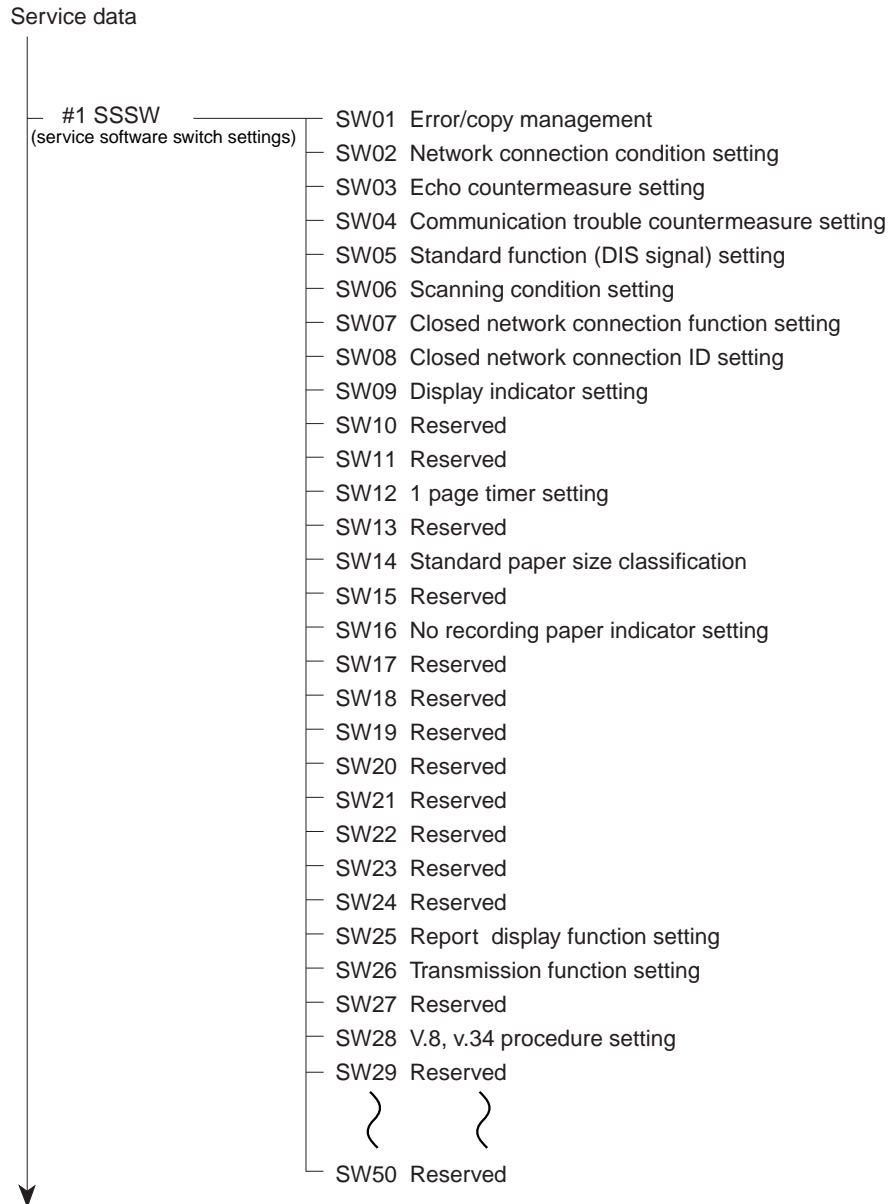 Service data
#1 SSSW
(service software switch settings)
SW01 Error/copy management
SW02 Network connection condition setting
SW03 Echo countermeasure setting
SW04 Communication trouble countermeasure setting
SW05 Standard function (DIS signal) setting
SW06 Scanning condition setting
SW07 Closed network connection function setting
SW08 Closed network connection ID setting
SW09 Display indicator setting
SW10 Reserved
SW11 Reserved
SW12 1 page timer setting
SW13 Reserved
SW14 Standard paper size classification
SW15 Reserved
SW16 No recording paper indicator setting
SW17 Reserved
SW18 Reserved
SW19 Reserved
SW20 Reserved
SW21 Reserved
SW22 Reserved
SW23 Reserved
SW24 Reserved
SW25 Report display function setting
SW26 Transmission function setting
SW27 Reserved
SW28 V.8, v.34 procedure setting
SW29 Reserved
SW50 Reserved